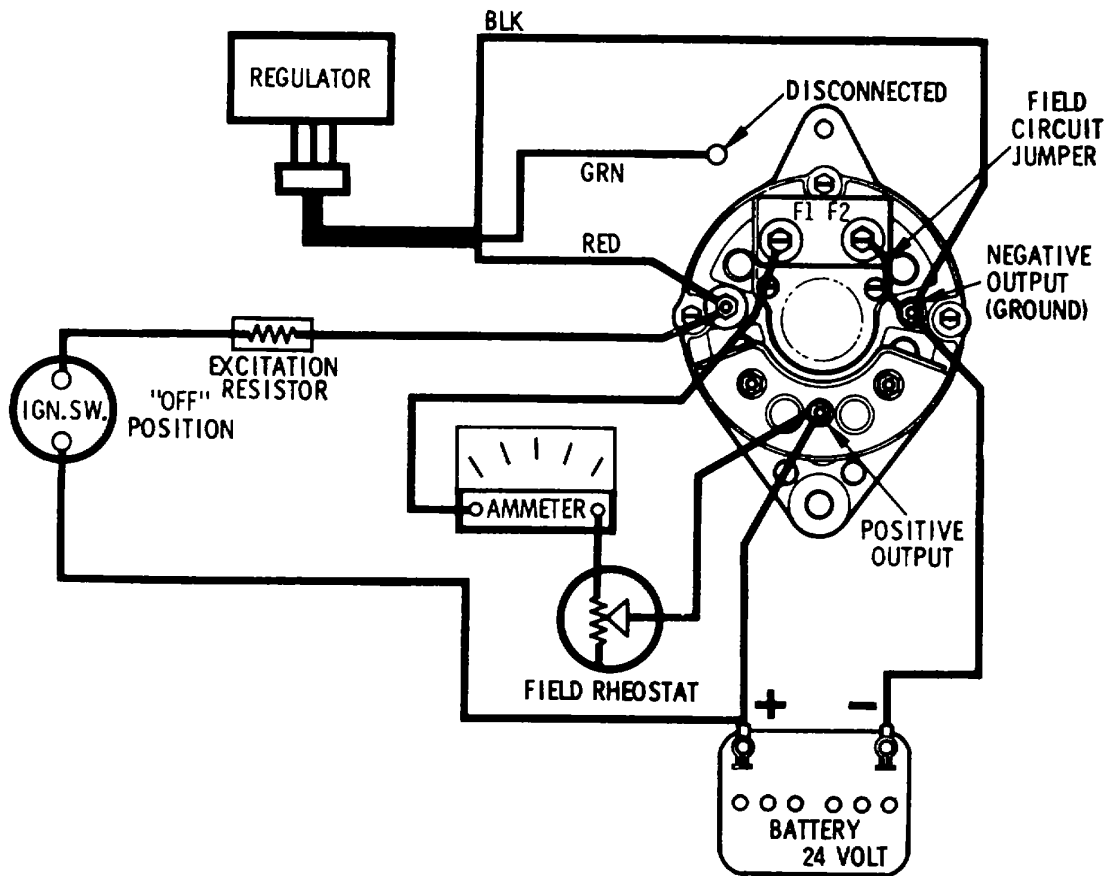 BLK
REGULATOR
DISCONNECTED
FIELD
CIRCUIT
JUMPER
GRN
F1 F2
RED
NEGATIVE
OUTPUT
(GROUND)
EXCITATION
RESISTOR
IGN. SW.
"OFF"
POSITION
AMMETER
POSITIVE
OUTPUT
FIELD RHEOSTAT
+ −
BATTERY
24 VOLT